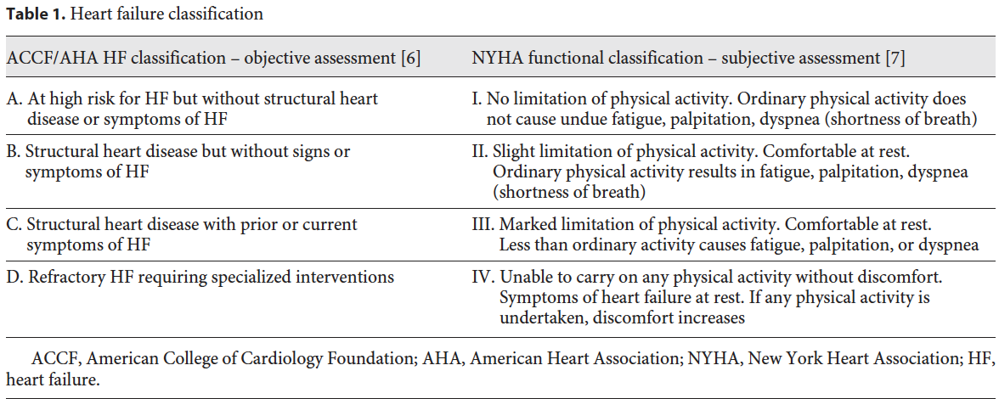 Table 1. Heart failure classification
ACCF/AHA HF classification – objective assessment [6]
NYHA functional classification – subjective assessment [7]
A. At high risk for HF but without structural heart
disease or symptoms of HF
I. No limitation of physical activity. Ordinary physical activity does
not cause undue fatigue, palpitation, dyspnea (shortness of breath)
B. Structural heart disease but without signs or
symptoms of HF
II. Slight limitation of physical activity. Comfortable at rest.
Ordinary physical activity results in fatigue, palpitation, dyspnea
(shortness of breath)
C. Structural heart disease with prior or current
symptoms of HF
III. Marked limitation of physical activity. Comfortable at rest.
Less than ordinary activity causes fatigue, palpitation, or dyspnea
D. Refractory HF requiring specialized interventions
IV. Unable to carry on any physical activity without discomfort.
Symptoms of heart failure at rest. If any physical activity is
undertaken, discomfort increases
ACCF, American College of Cardiology Foundation; AHA, American Heart Association; NYHA, New York Heart Association; HF,
heart failure.